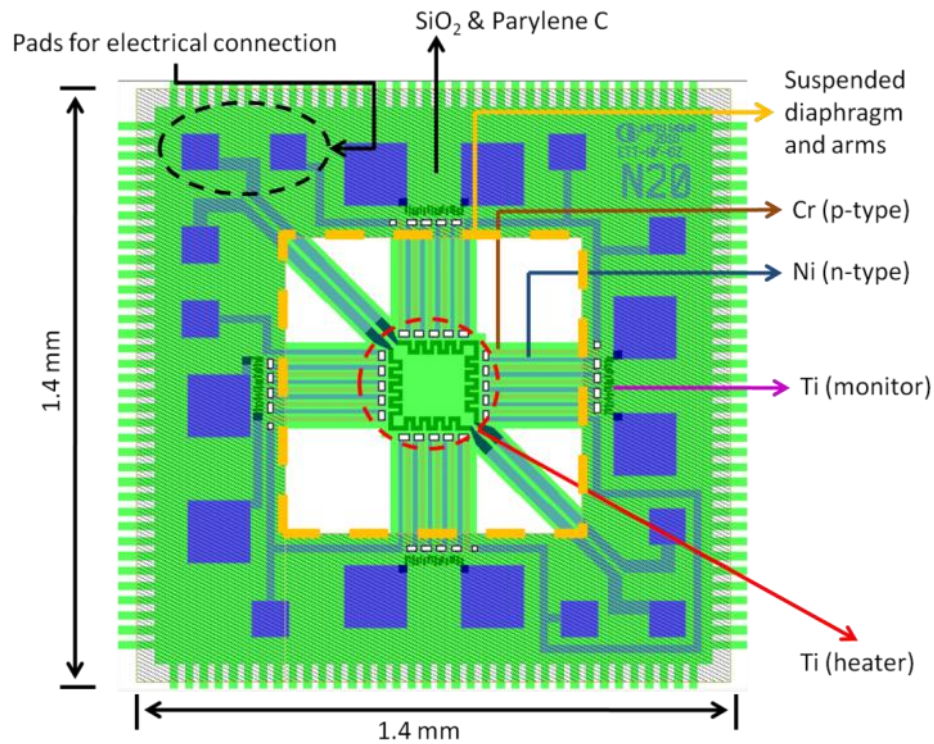 SiO₂ & Parylene C
Pads for electrical connection
Suspended
diaphragm
and arms
N20
Cr (p-type)
Ni (n-type)
1.4 mm
Ti (monitor)
Ti (heater)
1.4 mm